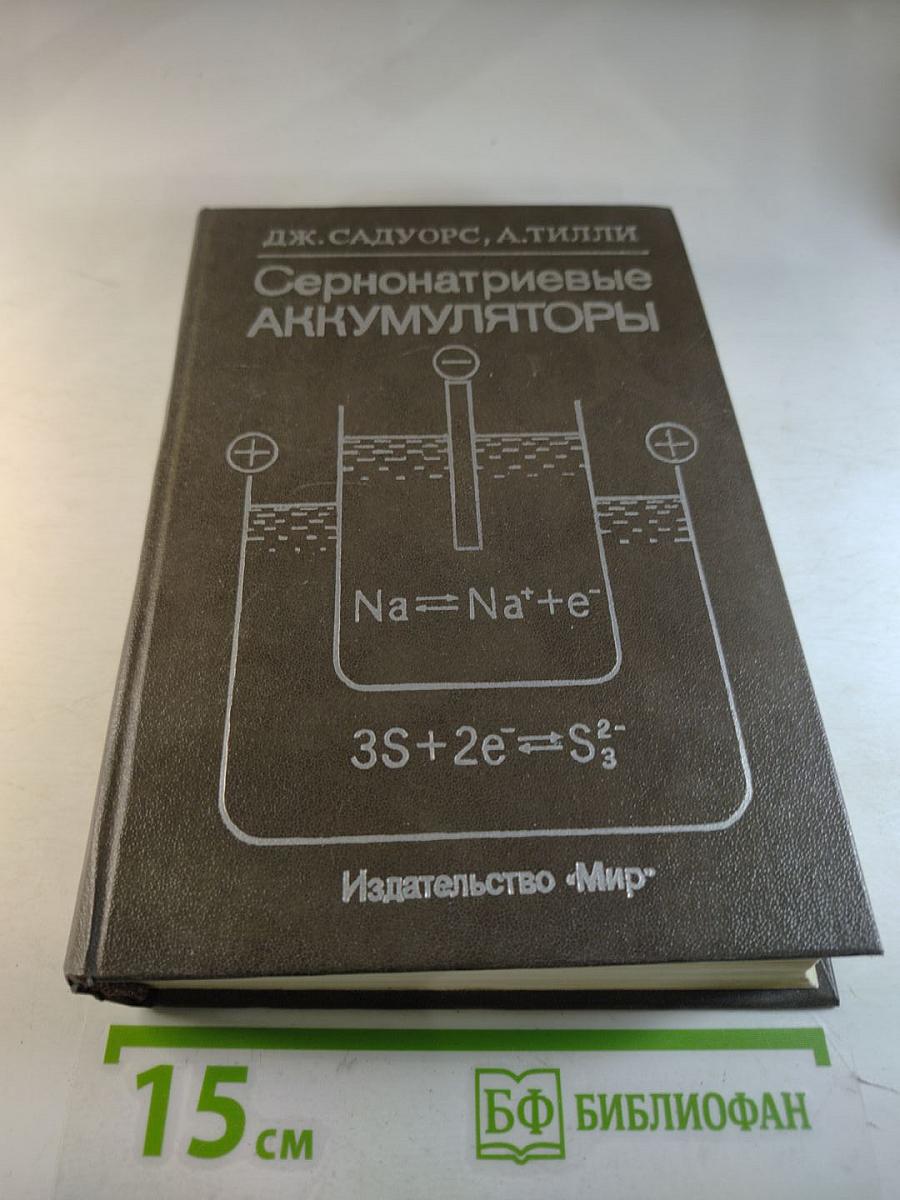 ДЖ. САДУОРС, А. ТИЛЛИ
Сернонатриевые
АККУМУЛЯТОРЫ
−
+ +
Na⇌Na⁺+e⁻
3S+2e⁻⇌S₃²⁻
Издательство «Мир»
15 см БФ БИБЛИОФАН